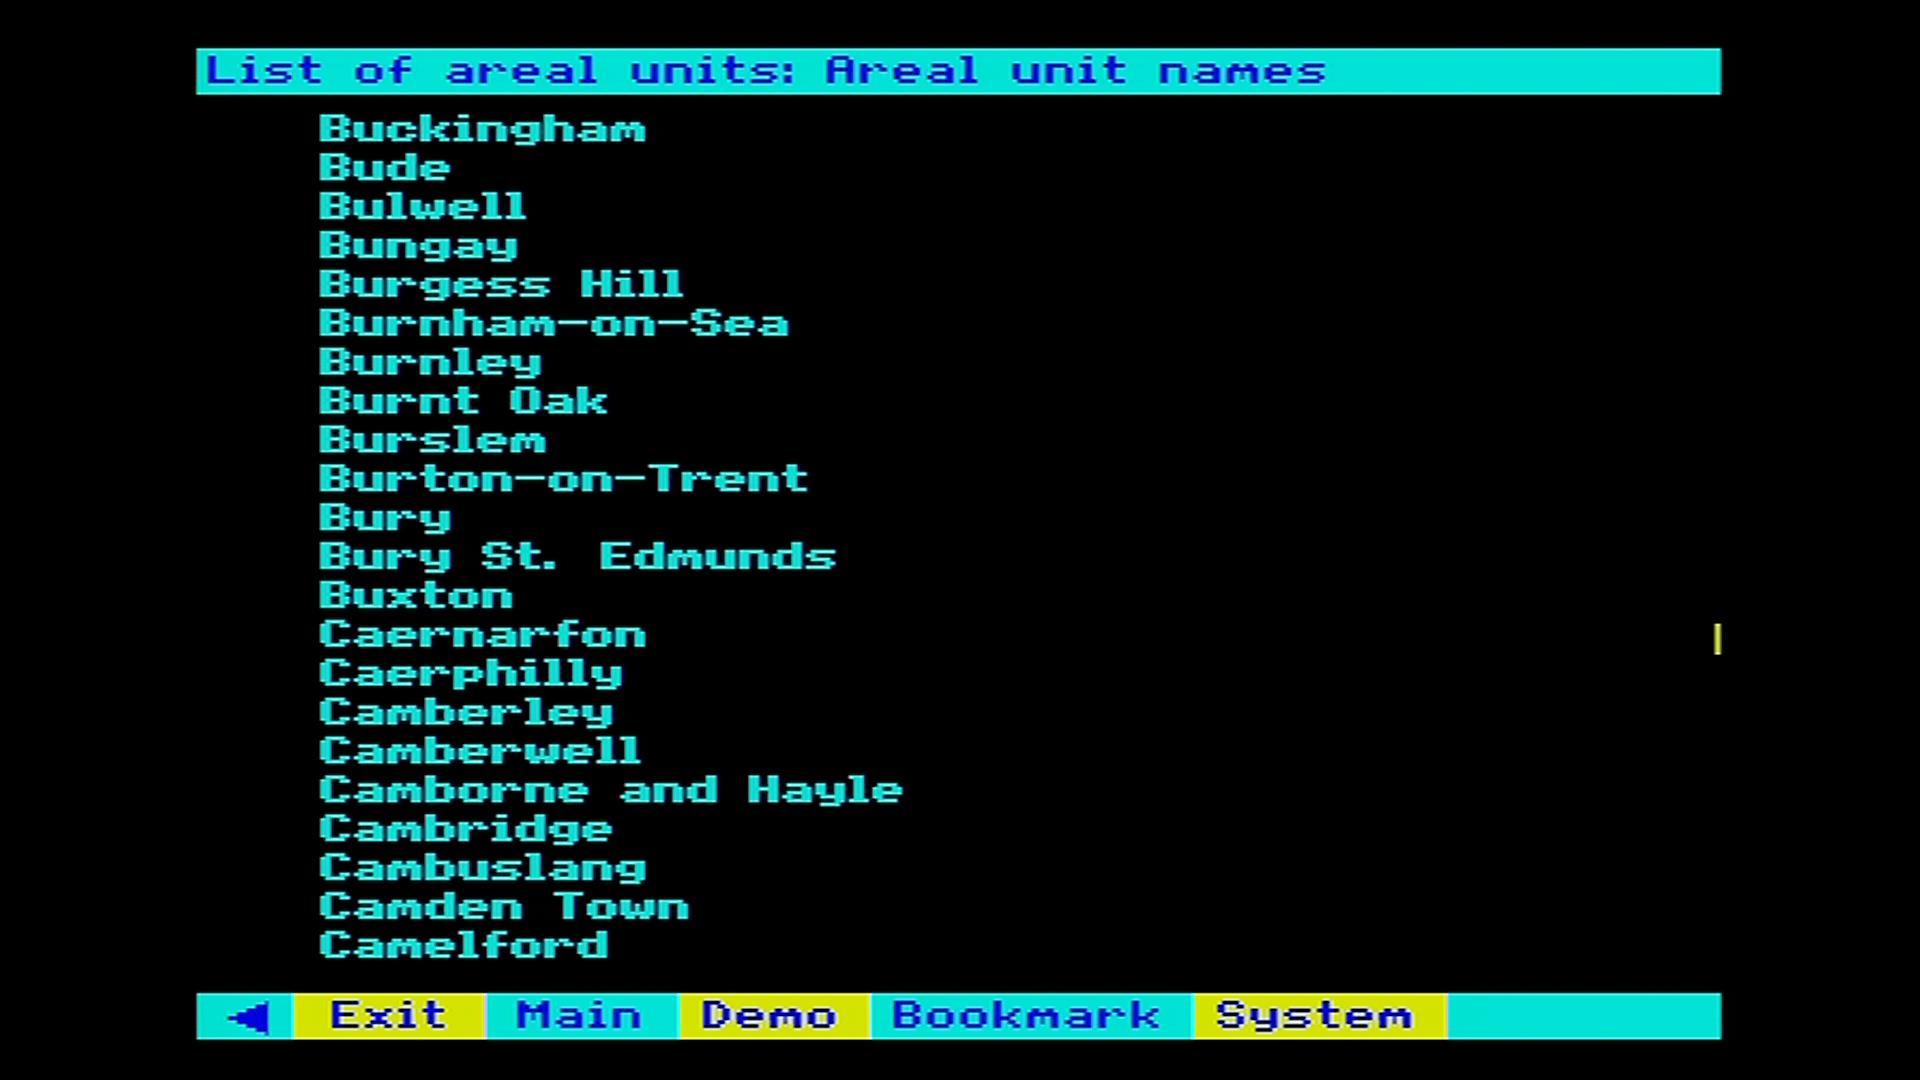 List of areal units: Areal unit names
Buckingham
Bude
Bulwell
Bungay
Burgess Hill
Burnham-on-Sea
Burnley
Burnt Oak
Burslem
Burton-on-Trent
Bury
Bury St. Edmunds
Buxton
Caernarfon
Caerphilly
Camberley
Camberwell
Camborne and Hayle
Cambridge
Cambuslang
Camden Town
Camelford
◀ Exit Main Demo Bookmark System